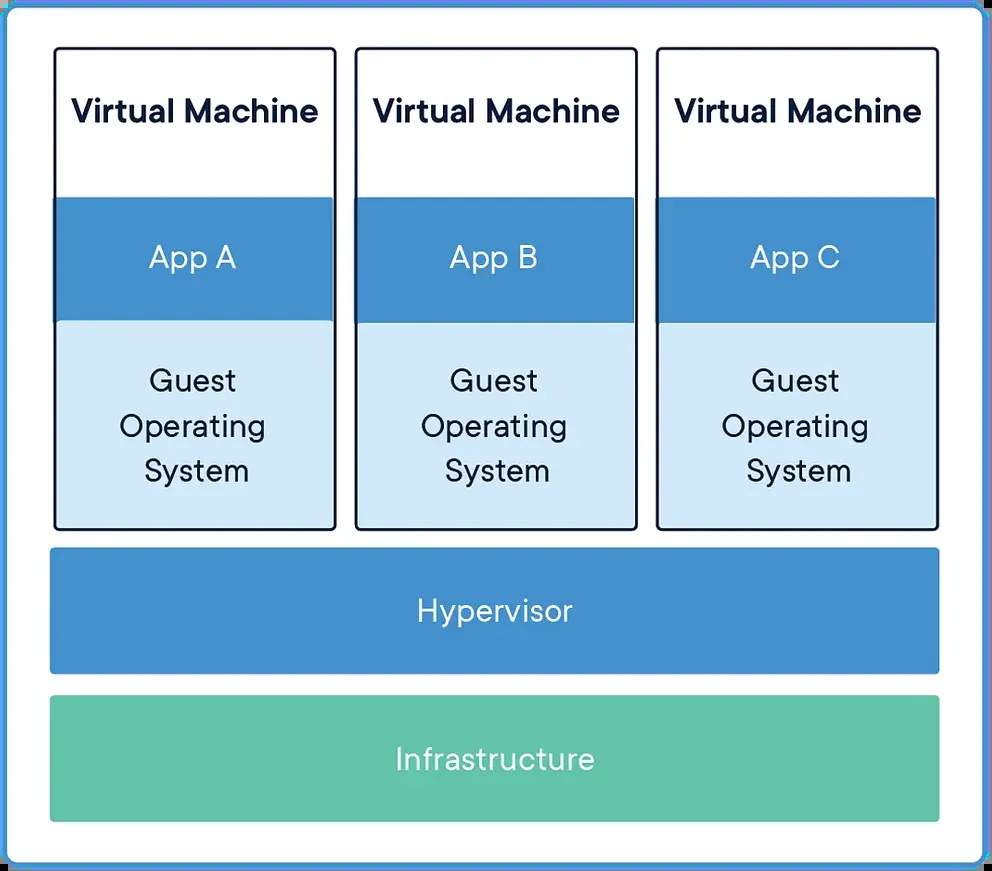 Virtual Machine
Virtual Machine
Virtual Machine
App A
App B
App C
Guest
Operating
System
Guest
Operating
System
Guest
Operating
System
Hypervisor
Infrastructure